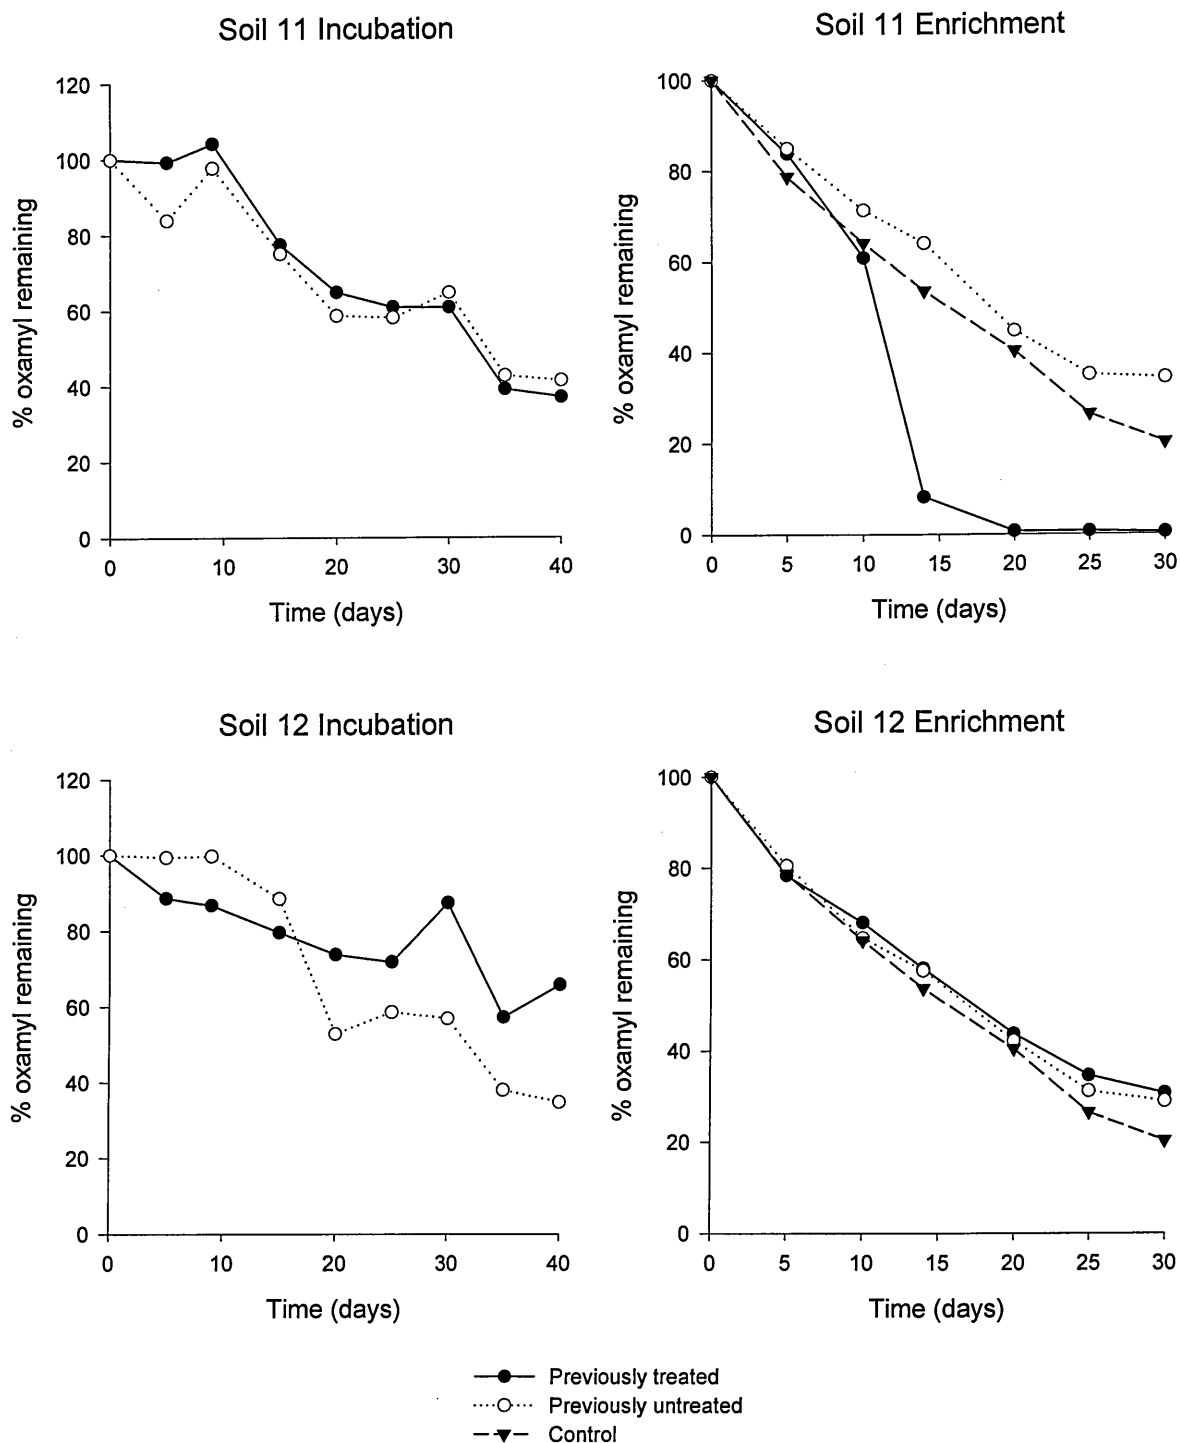 Soil 11 Incubation
120
100
80
60
40
20
0
% oxamyl remaining
0 10 20 30 40
Time (days)
Soil 11 Enrichment
100
80
60
40
20
0
% oxamyl remaining
0 5 10 15 20 25 30
Time (days)
Soil 12 Incubation
120
100
80
60
40
20
0
% oxamyl remaining
0 10 20 30 40
Time (days)
Soil 12 Enrichment
100
80
60
40
20
0
% oxamyl remaining
0 5 10 15 20 25 30
Time (days)
Previously treated
Previously untreated
Control